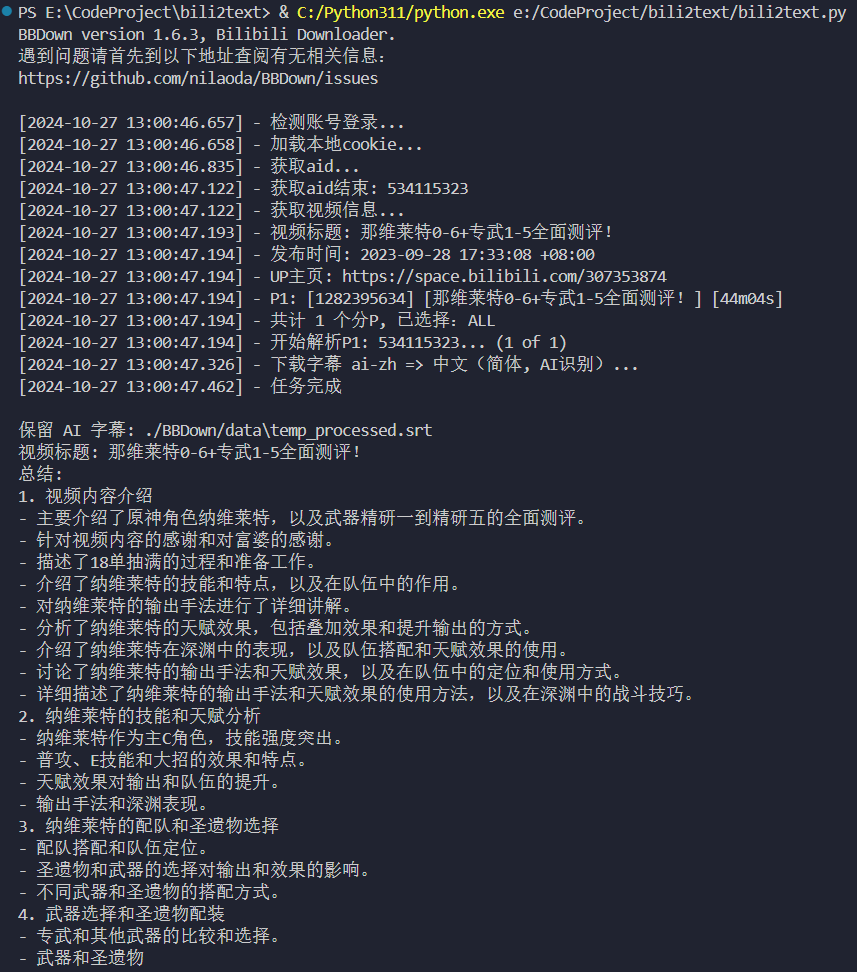 PS E:\CodeProject\bili2text> & C:/Python311/python.exe e:/CodeProject/bili2text/bili2text.py
BBDown version 1.6.3, Bilibili Downloader.
遇到问题请首先到以下地址查阅有无相关信息:
https://github.com/nilaoda/BBDown/issues
[2024-10-27 13:00:46.657] - 检测账号登录...
[2024-10-27 13:00:46.658] - 加载本地cookie...
[2024-10-27 13:00:46.835] - 获取aid...
[2024-10-27 13:00:47.122] - 获取aid结束: 534115323
[2024-10-27 13:00:47.122] - 获取视频信息...
[2024-10-27 13:00:47.193] - 视频标题: 那维莱特0-6+专武1-5全面测评!
[2024-10-27 13:00:47.194] - 发布时间: 2023-09-28 17:33:08 +08:00
[2024-10-27 13:00:47.194] - UP主页: https://space.bilibili.com/307353874
[2024-10-27 13:00:47.194] - P1: [1282395634] [那维莱特0-6+专武1-5全面测评!] [44m04s]
[2024-10-27 13:00:47.194] - 共计 1 个分P, 已选择: ALL
[2024-10-27 13:00:47.194] - 开始解析P1: 534115323... (1 of 1)
[2024-10-27 13:00:47.326] - 下载字幕 ai-zh => 中文（简体, AI识别）...
[2024-10-27 13:00:47.462] - 任务完成
保留 AI 字幕: ./BBDown/data\temp_processed.srt
视频标题: 那维莱特0-6+专武1-5全面测评!
总结:
1. 视频内容介绍
- 主要介绍了原神角色纳维莱特，以及武器精研一到精研五的全面测评。
- 针对视频内容的感谢和对富婆的感谢。
- 描述了18单抽满的过程和准备工作。
- 介绍了纳维莱特的技能和特点，以及在队伍中的作用。
- 对纳维莱特的输出手法进行了详细讲解。
- 分析了纳维莱特的天赋效果，包括叠加效果和提升输出的方式。
- 介绍了纳维莱特在深渊中的表现，以及队伍搭配和天赋效果的使用。
- 讨论了纳维莱特的输出手法和天赋效果，以及在队伍中的定位和使用方式。
- 详细描述了纳维莱特的输出手法和天赋效果的使用方法，以及在深渊中的战斗技巧。
2. 纳维莱特的技能和天赋分析
- 纳维莱特作为主C角色，技能强度突出。
- 普攻、E技能和大招的效果和特点。
- 天赋效果对输出和队伍的提升。
- 输出手法和深渊表现。
3. 纳维莱特的配队和圣遗物选择
- 配队搭配和队伍定位。
- 圣遗物和武器的选择对输出和效果的影响。
- 不同武器和圣遗物的搭配方式。
4. 武器选择和圣遗物配装
- 专武和其他武器的比较和选择。
- 武器和圣遗物